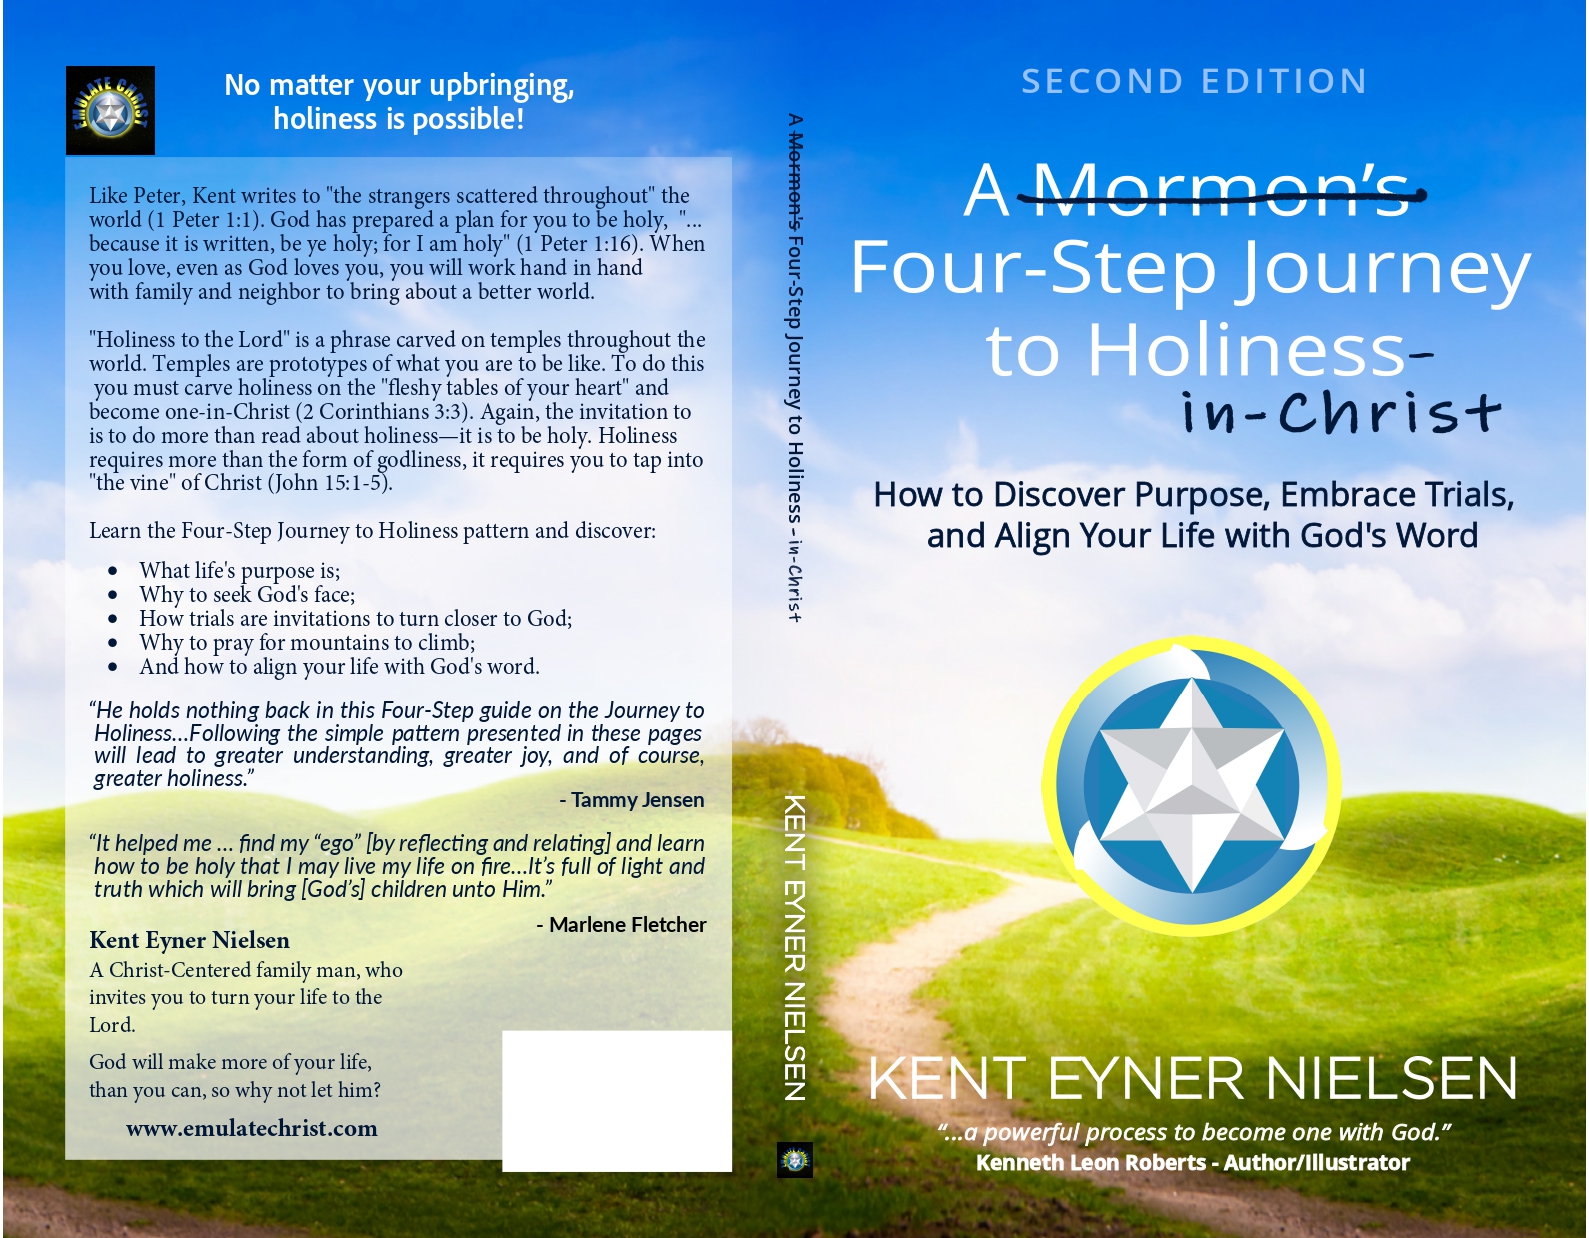 EMULATE CHRIST
No matter your upbringing,
holiness is possible!
Like Peter, Kent writes to "the strangers scattered throughout" the
world (1 Peter 1:1). God has prepared a plan for you to be holy,  "...
because it is written, be ye holy; for I am holy" (1 Peter 1:16). When
you love, even as God loves you, you will work hand in hand
with family and neighbor to bring about a better world.
"Holiness to the Lord" is a phrase carved on temples throughout the
world. Temples are prototypes of what you are to be like. To do this
you must carve holiness on the "fleshy tables of your heart" and
become one-in-Christ (2 Corinthians 3:3). Again, the invitation to
is to do more than read about holiness—it is to be holy. Holiness
requires more than the form of godliness, it requires you to tap into
"the vine" of Christ (John 15:1-5).
Learn the Four-Step Journey to Holiness pattern and discover:
• What life's purpose is;
• Why to seek God's face;
• How trials are invitations to turn closer to God;
• Why to pray for mountains to climb;
• And how to align your life with God's word.
“He holds nothing back in this Four-Step guide on the Journey to
Holiness...Following the simple pattern presented in these pages
will lead to greater understanding, greater joy, and of course,
greater holiness.”
- Tammy Jensen
“It helped me ... find my “ego” [by reflecting and relating] and learn
how to be holy that I may live my life on fire...It’s full of light and
truth which will bring [God’s] children unto Him.”
- Marlene Fletcher
Kent Eyner Nielsen
A Christ-Centered family man, who
invites you to turn your life to the
Lord.
God will make more of your life,
than you can, so why not let him?
www.emulatechrist.com
A Mormon's Four-Step Journey to Holiness - in-Christ
KENT EYNER NIELSEN
SECOND EDITION
A Mormon’s
Four-Step Journey
to Holiness-
in-Christ
How to Discover Purpose, Embrace Trials,
and Align Your Life with God's Word
KENT EYNER NIELSEN
“...a powerful process to become one with God.”
Kenneth Leon Roberts - Author/Illustrator